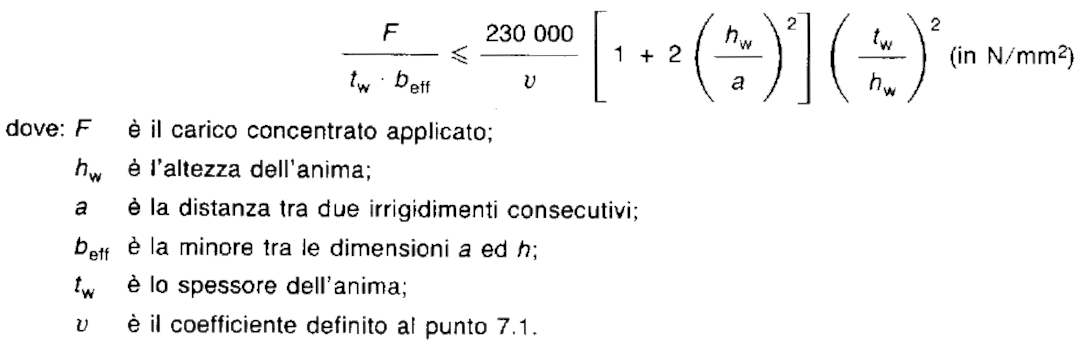 F / (t_w · b_eff) ⩽ 230 000 / υ [ 1 + 2 ( h_w / a )² ] ( t_w / h_w )² (in N/mm²)
dove: F è il carico concentrato applicato;
h_w è l'altezza dell'anima;
a è la distanza tra due irrigidimenti consecutivi;
b_eff è la minore tra le dimensioni a ed h;
t_w è lo spessore dell'anima;
υ è il coefficiente definito al punto 7.1.